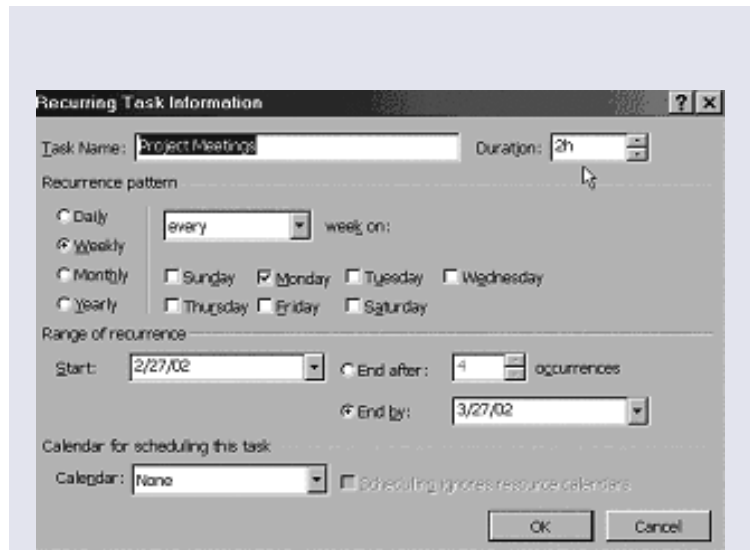 Recurring Task Information
Task Name: Project Meetings Duration: 2h
Recurrence pattern
Daily
every week on:
Weekly
Monthly Sunday Monday Tuesday Wednesday
Yearly Thursday Friday Saturday
Range of recurrence
Start: 2/27/02 End after: 4 occurrences
End by: 3/27/02
Calendar for scheduling this task
Calendar: None Scheduling ignores resource calendars
OK Cancel